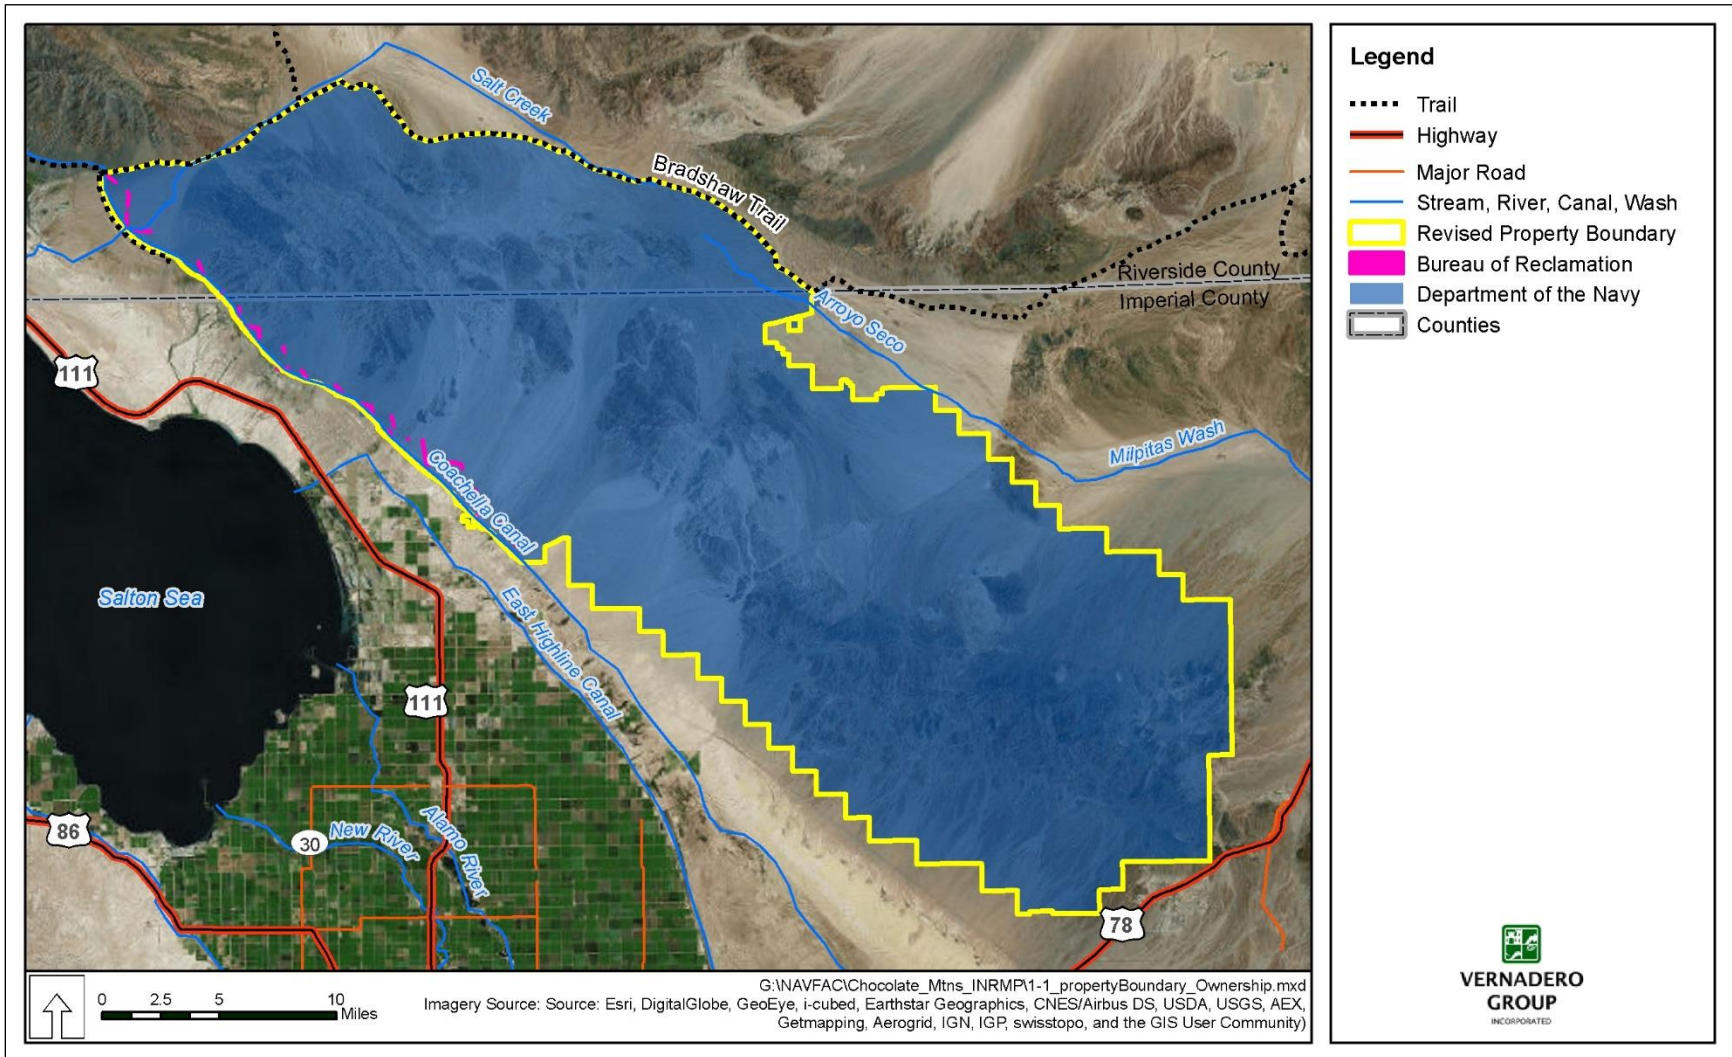 Salt Creek
Bradshaw Trail
Riverside County
Imperial County
Arroyo Seco
Milpitas Wash
111
Coachella Canal
Salton Sea
East Highline Canal
111
86
30
New River
Alamo River
78
0 2.5 5 10
Miles
G:\NAVFAC\Chocolate_Mtns_INRMP\1-1_propertyBoundary_Ownership.mxd
Imagery Source: Source: Esri, DigitalGlobe, GeoEye, i-cubed, Earthstar Geographics, CNES/Airbus DS, USDA, USGS, AEX,
Getmapping, Aerogrid, IGN, IGP, swisstopo, and the GIS User Community)
Legend
Trail
Highway
Major Road
Stream, River, Canal, Wash
Revised Property Boundary
Bureau of Reclamation
Department of the Navy
Counties
VERNADERO
GROUP
INCORPORATED